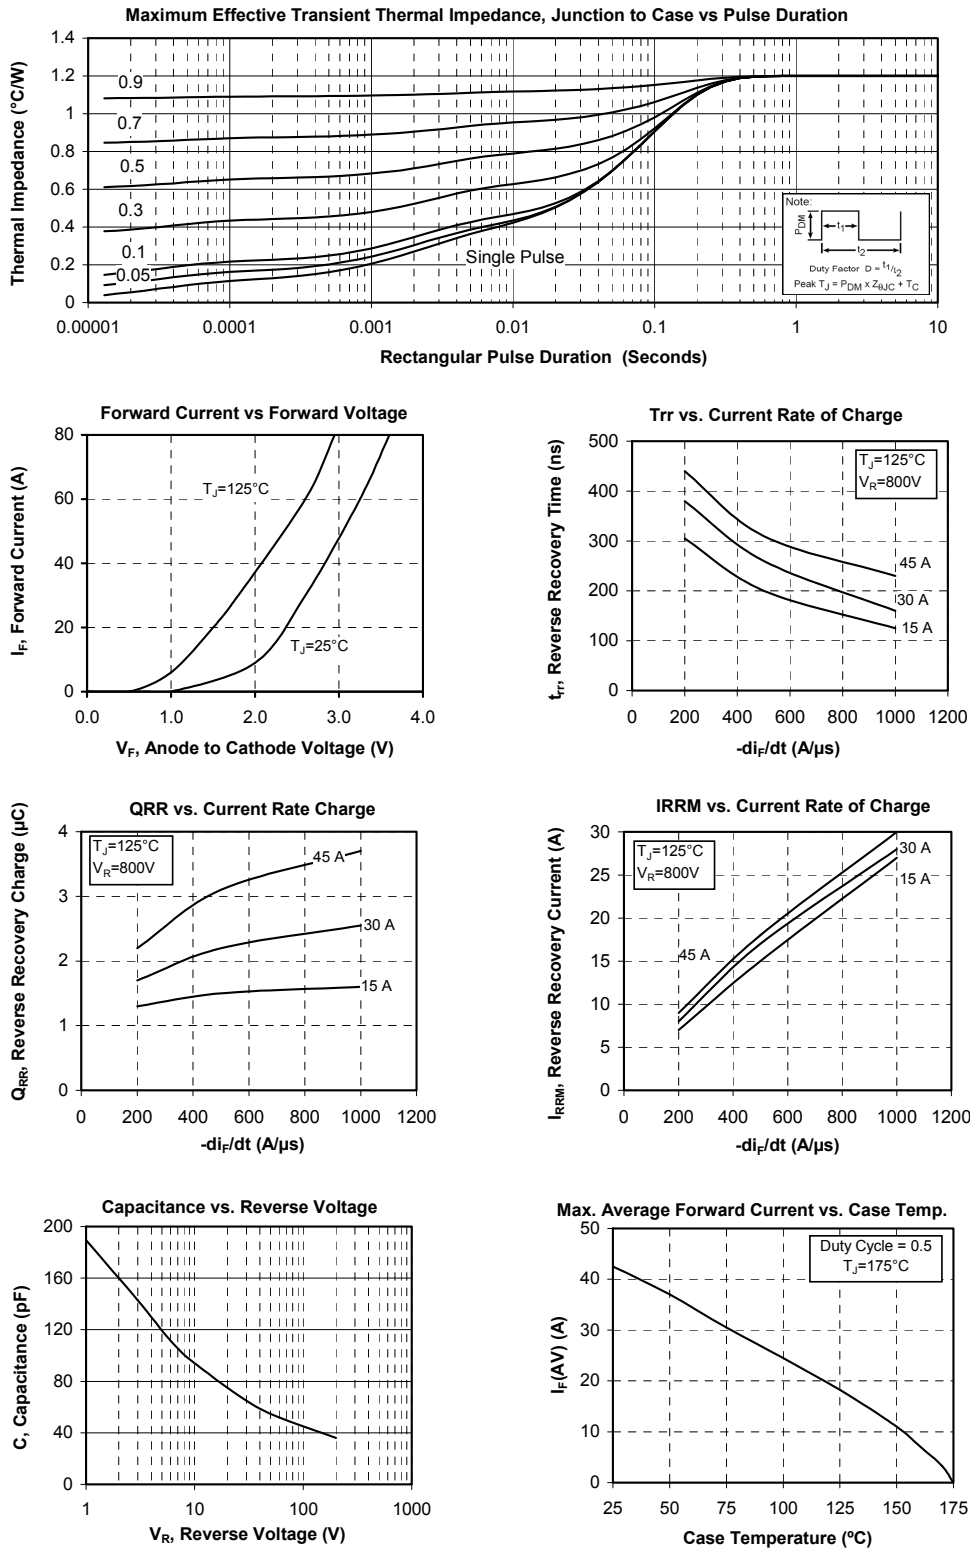 Maximum Effective Transient Thermal Impedance, Junction to Case vs Pulse Duration
Thermal Impedance (°C/W)
1.4
1.2
1.0
0.8
0.6
0.4
0.2
0
0.9
0.7
0.5
0.3
0.1
0.05
Single Pulse
Note:
PDM
t1
t2
Duty Factor D = t1/t2
Peak TJ = PDM x ZθJC + TC
0.00001 0.0001 0.001 0.01 0.1 1 10
Rectangular Pulse Duration (Seconds)
Forward Current vs Forward Voltage
IF, Forward Current (A)
80
60
40
20
0
TJ=125°C
TJ=25°C
0.0 1.0 2.0 3.0 4.0
VF, Anode to Cathode Voltage (V)
Trr vs. Current Rate of Charge
trr, Reverse Recovery Time (ns)
500
400
300
200
100
0
TJ=125°C
VR=800V
45 A
30 A
15 A
0 200 400 600 800 1000 1200
-diF/dt (A/µs)
QRR vs. Current Rate Charge
QRR, Reverse Recovery Charge (µC)
4
3
2
1
0
TJ=125°C
VR=800V
45 A
30 A
15 A
0 200 400 600 800 1000 1200
-diF/dt (A/µs)
IRRM vs. Current Rate of Charge
IRRM, Reverse Recovery Current (A)
30
25
20
15
10
5
0
TJ=125°C
VR=800V
30 A
15 A
45 A
0 200 400 600 800 1000 1200
-diF/dt (A/µs)
Capacitance vs. Reverse Voltage
C, Capacitance (pF)
200
160
120
80
40
0
1 10 100 1000
VR, Reverse Voltage (V)
Max. Average Forward Current vs. Case Temp.
IF(AV) (A)
50
40
30
20
10
0
Duty Cycle = 0.5
TJ=175°C
25 50 75 100 125 150 175
Case Temperature (ºC)